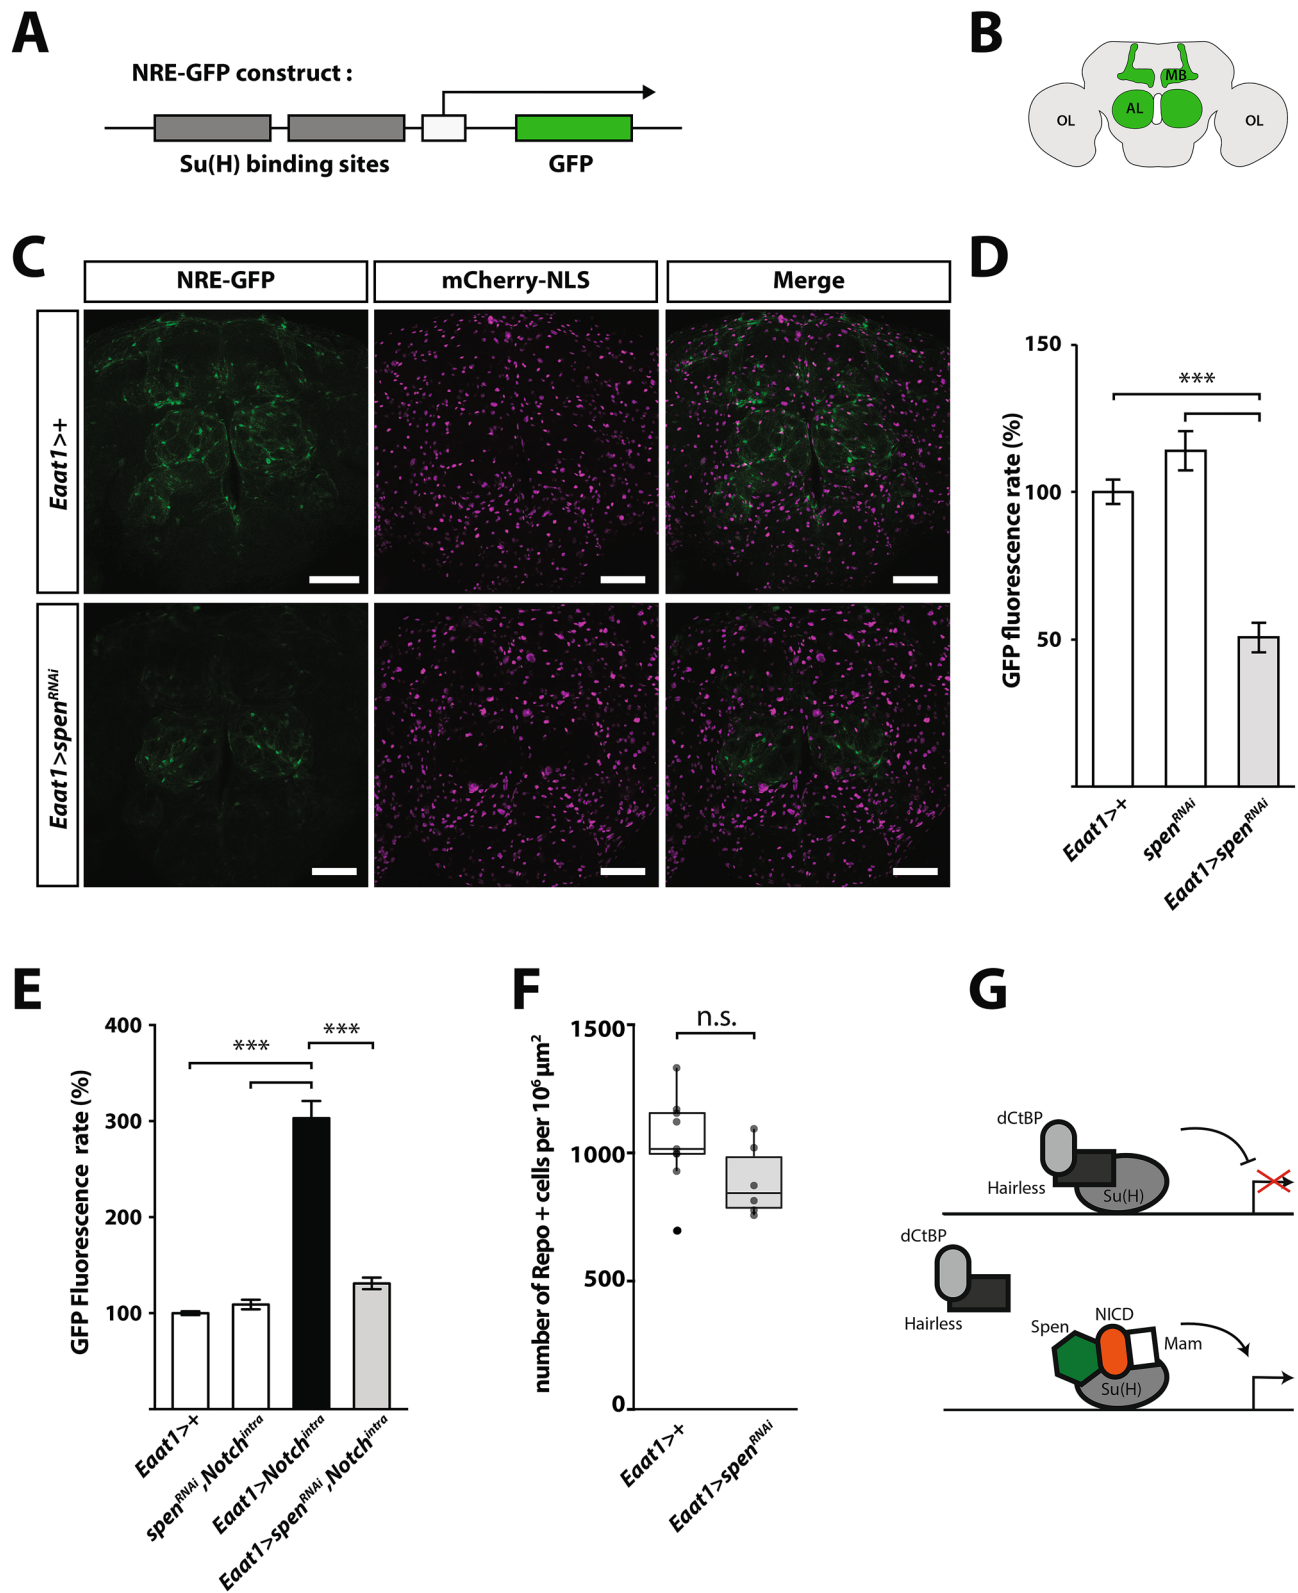 A
NRE-GFP construct :
Su(H) binding sites
GFP
B
OL
AL
MB
OL
C
NRE-GFP
mCherry-NLS
Merge
Eaat1>+
Eaat1>spenRNAi
D
GFP fluorescence rate (%)
150
100
50
***
Eaat1>+
spenRNAi
Eaat1>spenRNAi
E
GFP Fluorescence rate (%)
400
300
200
100
***
***
Eaat1>+
spenRNAi,Notchintra
Eaat1>Notchintra
Eaat1>spenRNAi,Notchintra
F
number of Repo + cells per 10⁶ µm²
1500
1000
500
0
n.s.
Eaat1>+
Eaat1>spenRNAi
G
dCtBP
Hairless
Su(H)
dCtBP
Hairless
Spen
NICD
Mam
Su(H)